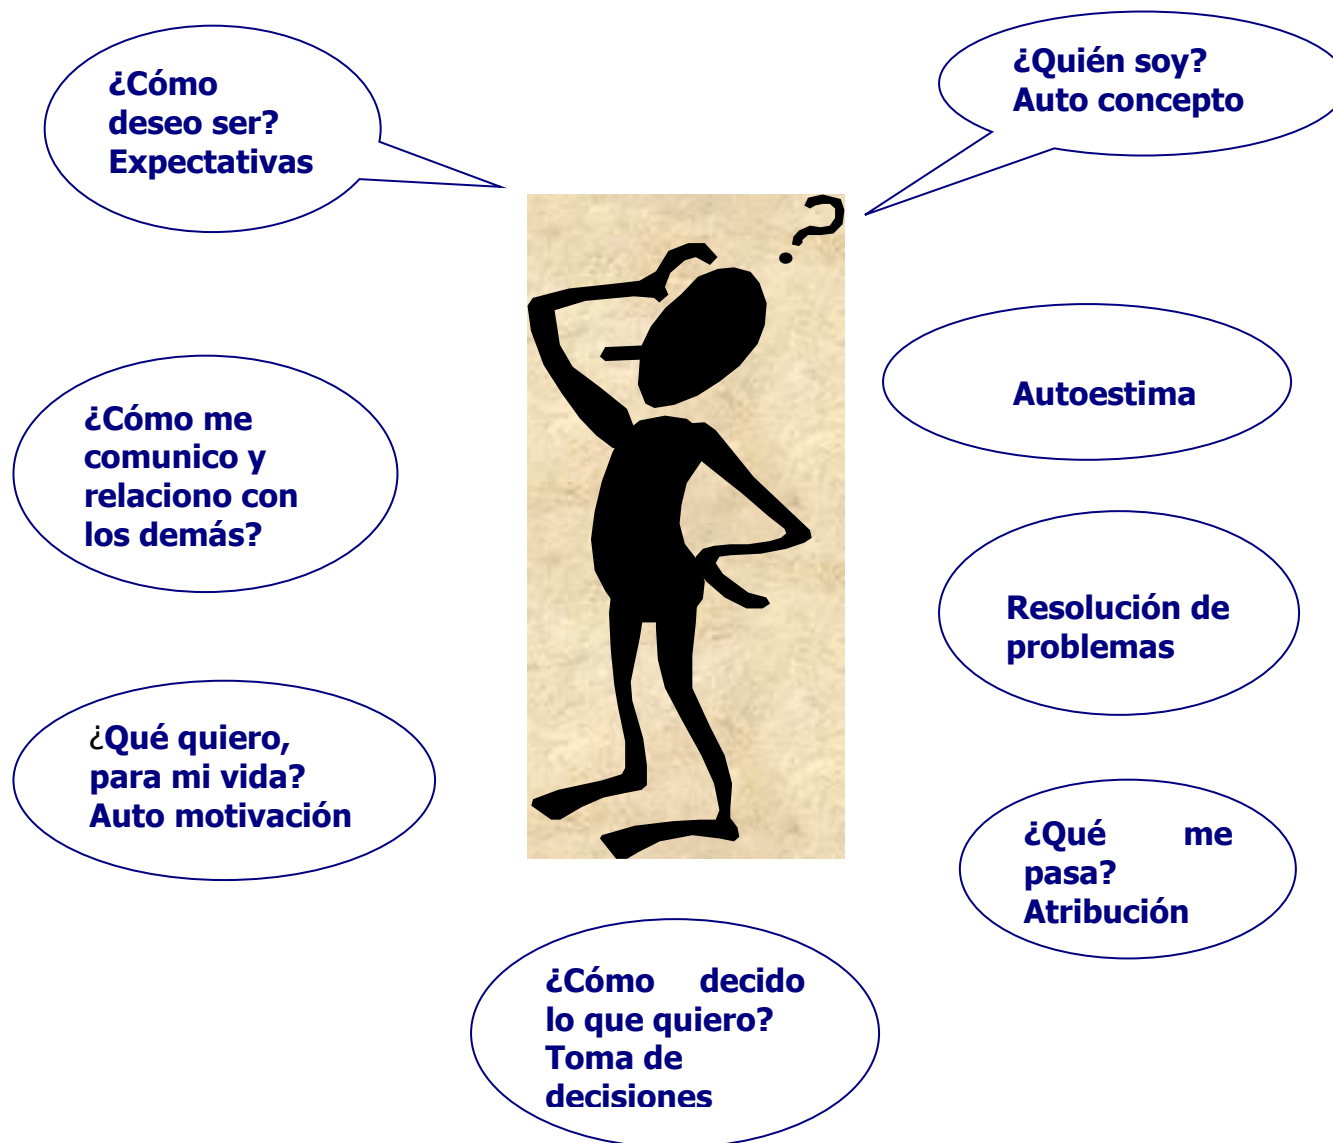 ¿Cómo
deseo ser?
Expectativas
¿Quién soy?
Auto concepto
Autoestima
¿Cómo me
comunico y
relaciono con
los demás?
Resolución de
problemas
¿Qué quiero,
para mi vida?
Auto motivación
¿Qué me
pasa?
Atribución
¿Cómo decido
lo que quiero?
Toma de
decisiones
?